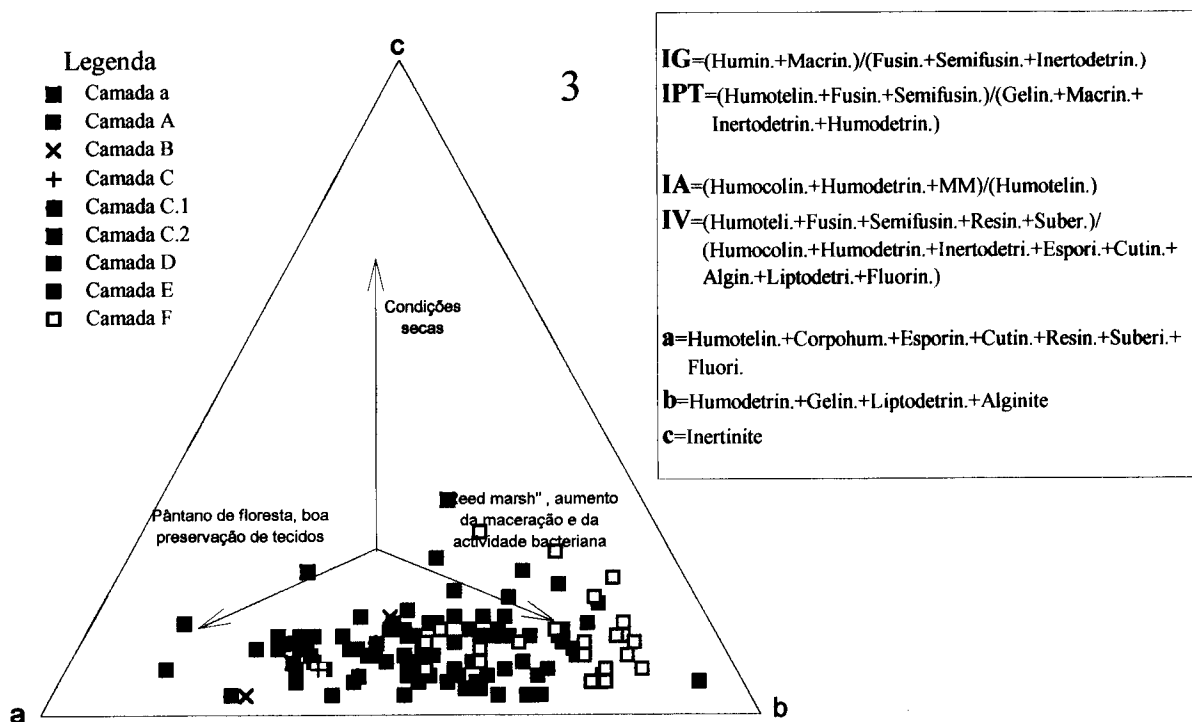 c
Legenda
Camada a
Camada A
Camada B
Camada C
Camada C.1
Camada C.2
Camada D
Camada E
Camada F
3
Condições
secas
Pântano de floresta, boa
preservação de tecidos
eed marsh" , aumento
da maceração e da
actividade bacteriana
a
b
IG=(Humin.+Macrin.)/(Fusin.+Semifusin.+Inertodetrin.)
IPT=(Humotelin.+Fusin.+Semifusin.)/(Gelin.+Macrin.+
Inertodetrin.+Humodetrin.)
IA=(Humocolin.+Humodetrin.+MM)/(Humotelin.)
IV=(Humoteli.+Fusin.+Semifusin.+Resin.+Suber.)/
(Humocolin.+Humodetrin.+Inertodetri.+Espori.+Cutin.+
Algin.+Liptodetri.+Fluorin.)
a=Humotelin.+Corpohum.+Esporin.+Cutin.+Resin.+Suberi.+
Fluori.
b=Humodetrin.+Gelin.+Liptodetrin.+Alginite
c=Inertinite